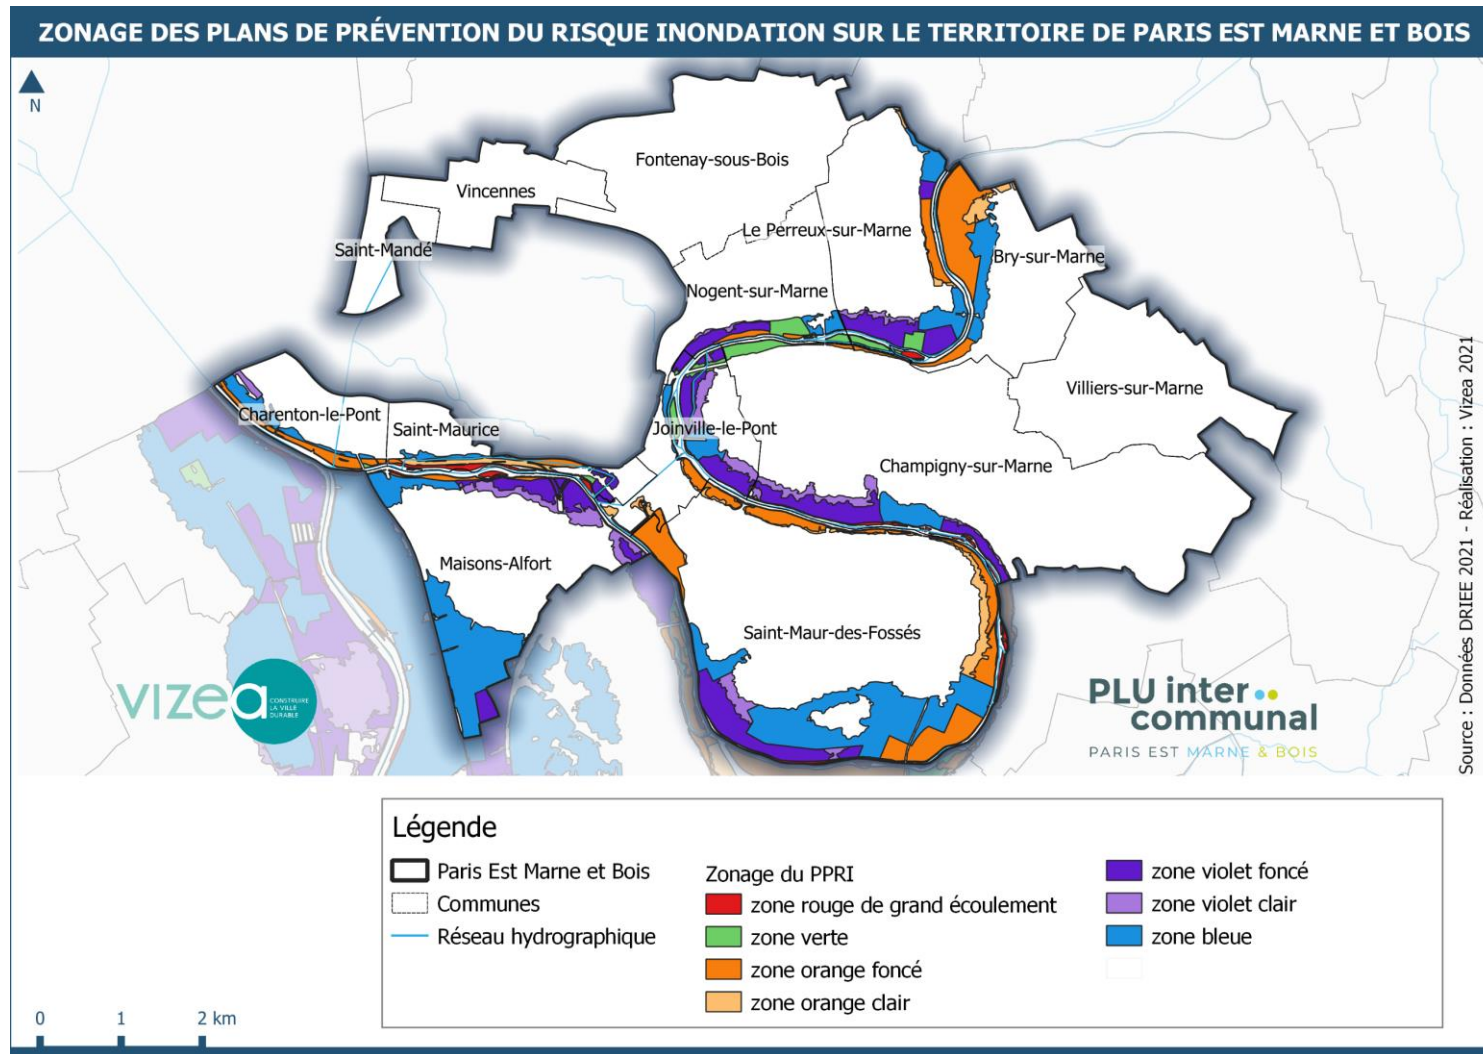 ZONAGE DES PLANS DE PRÉVENTION DU RISQUE INONDATION SUR LE TERRITOIRE DE PARIS EST MARNE ET BOIS
N
Fontenay-sous-Bois
Vincennes
Saint-Mandé
Le Perreux-sur-Marne
Bry-sur-Marne
Nogent-sur-Marne
Villiers-sur-Marne
Charenton-le-Pont
Saint-Maurice
Joinville-le-Pont
Champigny-sur-Marne
Maisons-Alfort
Saint-Maur-des-Fossés
vizea
CONSTRUIRE
LA VILLE
DURABLE
PLU inter
communal
PARIS EST MARNE & BOIS
Source : Données DRIEE 2021 - Réalisation : Vizea 2021
Légende
Paris Est Marne et Bois
Communes
Réseau hydrographique
Zonage du PPRI
zone rouge de grand écoulement
zone verte
zone orange foncé
zone orange clair
zone violet foncé
zone violet clair
zone bleue
0 1 2 km